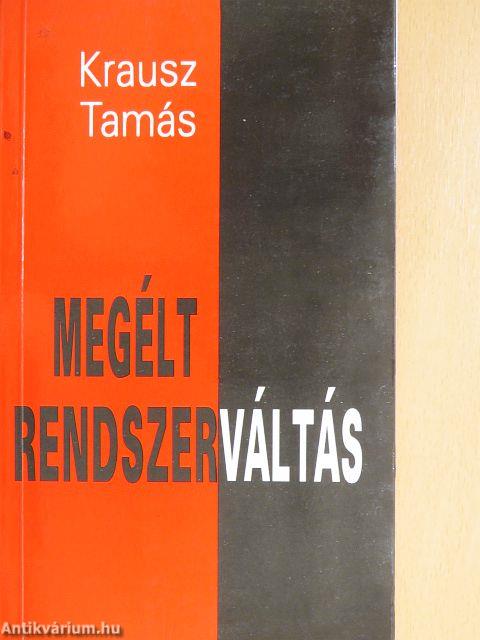 Krausz
Tamás
MEGÉLT
RENDSZERVÁLTÁS
Antikvárium.hu